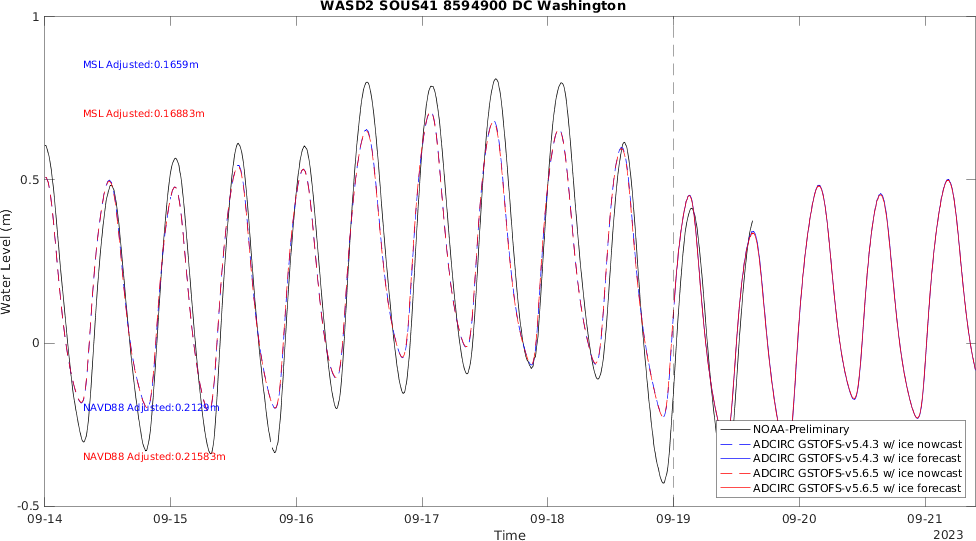 WASD2 SOUS41 8594900 DC Washington
1
MSL Adjusted:0.1659m
MSL Adjusted:0.16883m
0.5
Water Level (m)
0
NAVD88 Adjusted:0.2129m
NAVD88 Adjusted:0.21583m
NOAA-Preliminary
ADCIRC GSTOFS-v5.4.3 w/ ice nowcast
ADCIRC GSTOFS-v5.4.3 w/ ice forecast
ADCIRC GSTOFS-v5.6.5 w/ ice nowcast
ADCIRC GSTOFS-v5.6.5 w/ ice forecast
-0.5
09-14 09-15 09-16 09-17 09-18 09-19 09-20 09-21
Time
2023